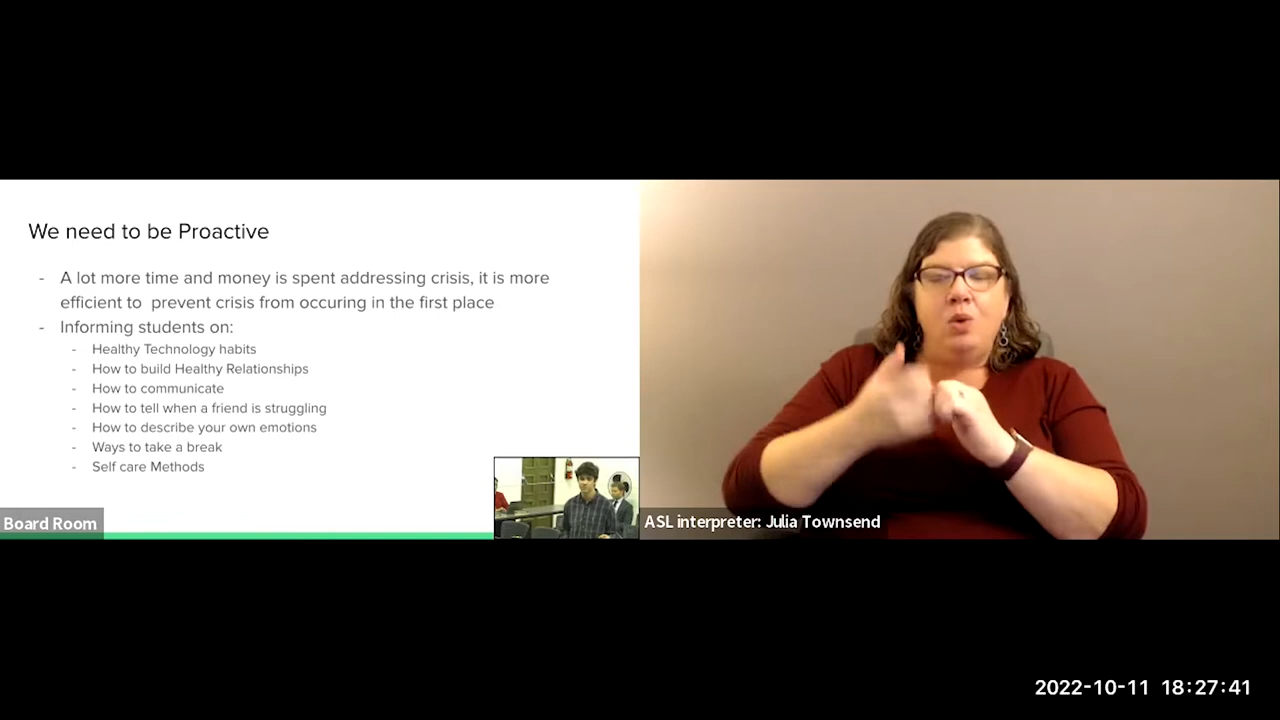 We need to be Proactive
- A lot more time and money is spent addressing crisis, it is more
efficient to  prevent crisis from occuring in the first place
- Informing students on:
- Healthy Technology habits
- How to build Healthy Relationships
- How to communicate
- How to tell when a friend is struggling
- How to describe your own emotions
- Ways to take a break
- Self care Methods
Board Room
ASL interpreter: Julia Townsend
2022-10-11 18:27:41